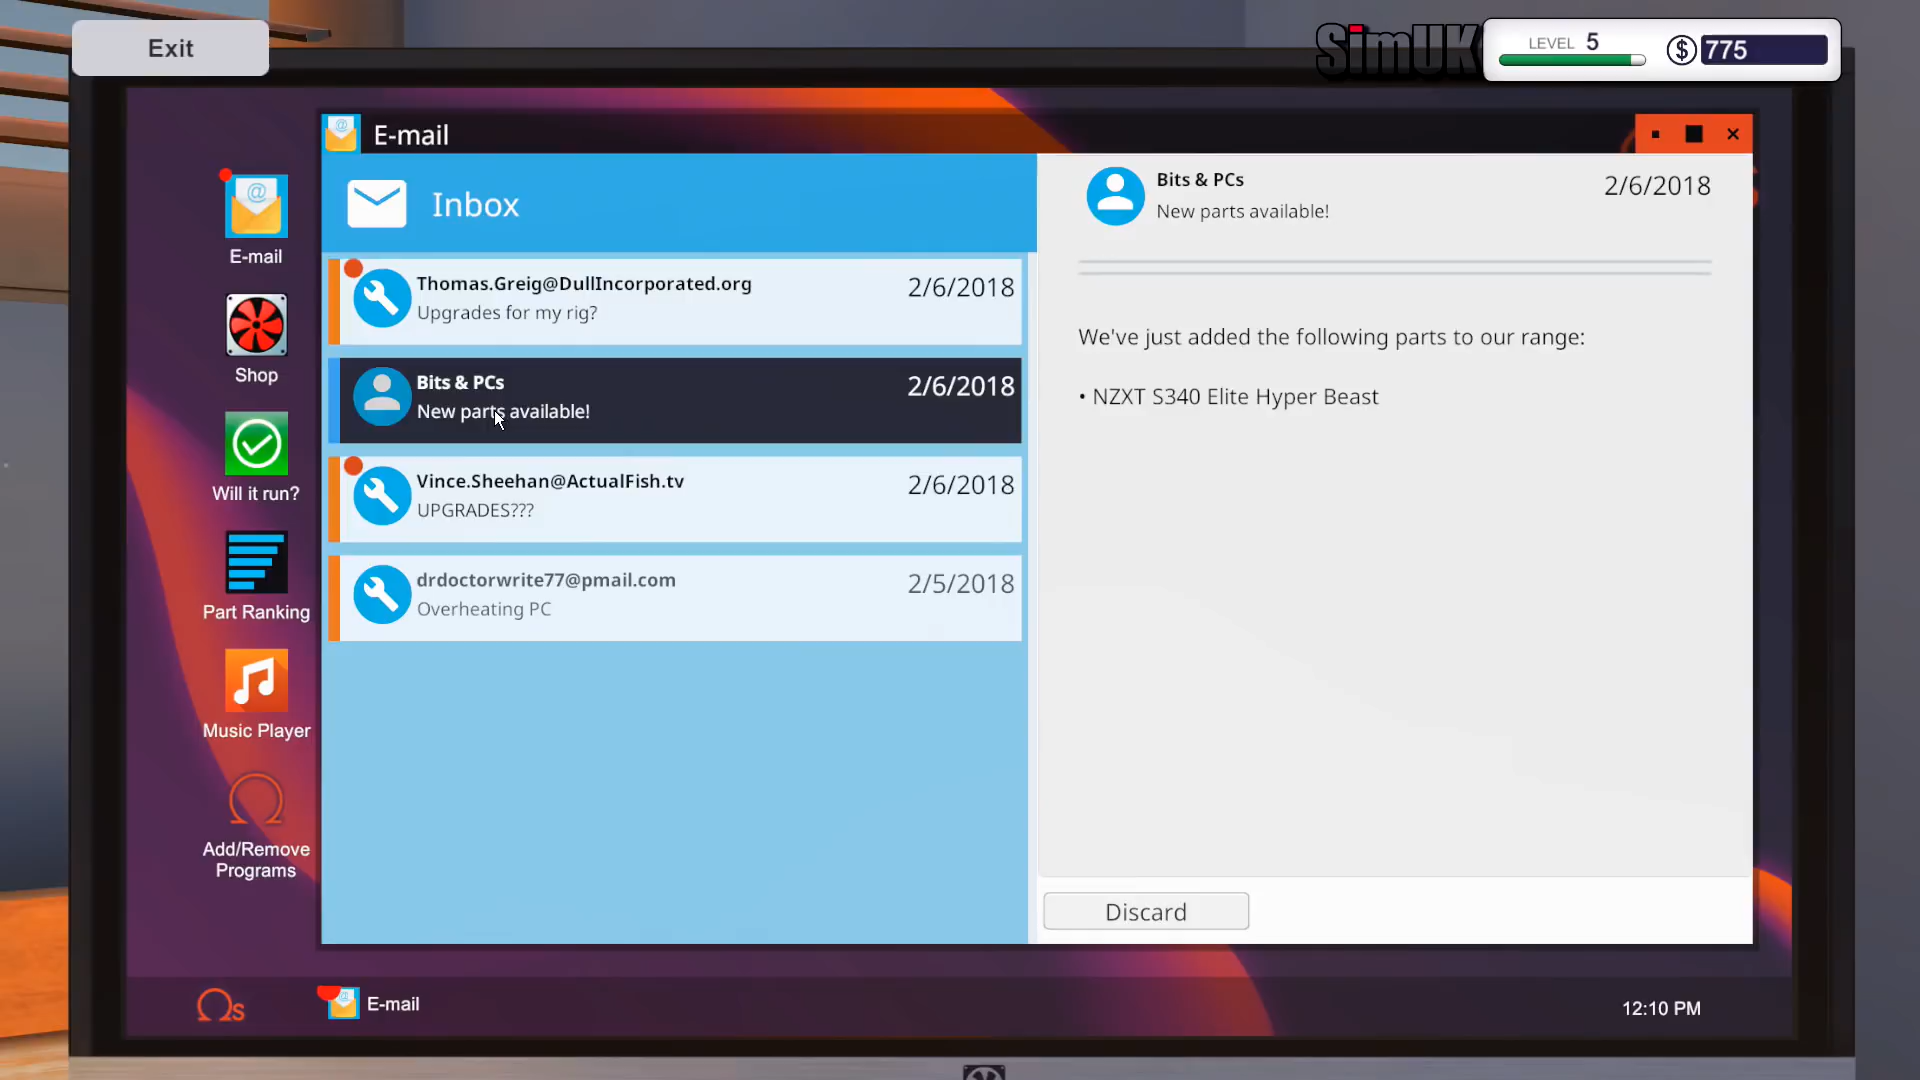 Exit
SimUK
LEVEL 5
$ 775
E-mail
Inbox
Thomas.Greig@DullIncorporated.org
2/6/2018
Upgrades for my rig?
Bits & PCs
2/6/2018
New parts available!
Vince.Sheehan@ActualFish.tv
2/6/2018
UPGRADES???
drdoctorwrite77@pmail.com
2/5/2018
Overheating PC
Bits & PCs
2/6/2018
New parts available!
We've just added the following parts to our range:
• NZXT S340 Elite Hyper Beast
Discard
E-mail
Shop
Will it run?
Part Ranking
Music Player
Add/Remove
Programs
Ωs
E-mail
12:10 PM